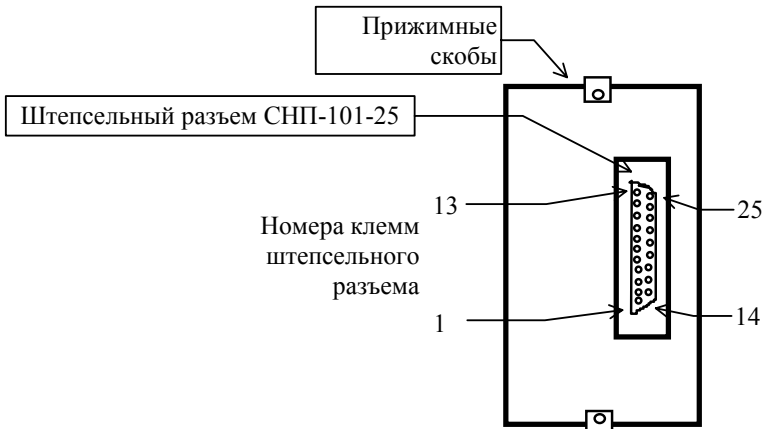 Прижимные
скобы
Штепсельный разъем СНП-101-25
13
25
Номера клемм
штепсельного
разъема
1
14